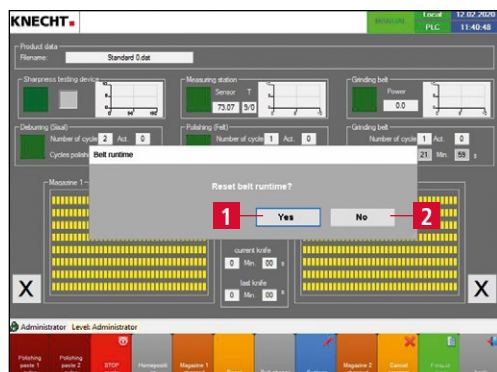 KNECHT
MANUAL Local 12.02.2020
PLC 11:40:48
Product data
Filename: Standard 0.dat
Sharpness testing device
Measuring station
Sensor T
73.07 5/0
Grinding belt
Power
0.0
Deburring (Sisal)
Number of cycle 2 Act. 0
Cycles polish
Polishing (Felt)
Number of cycle 1 Act. 0
Grinding belt
Number of cycle 1 Act. 0
21 Min. 59 s
Belt runtime
Reset belt runtime?
1 Yes No 2
Magazine 1
current knife
0 Min. 00 s
last knife
0 Min. 00 s
X X
Administrator Level: Administrator
Polishing paste 1
Polishing paste 2
STOP
Magazine 1
Magazine 2
Cancel